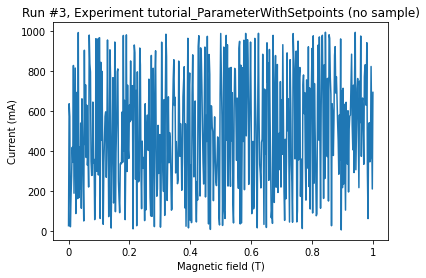 Run #3, Experiment tutorial_ParameterWithSetpoints (no sample)
1000
800
600
400
200
0
Current (mA)
0 0.2 0.4 0.6 0.8 1
Magnetic field (T)